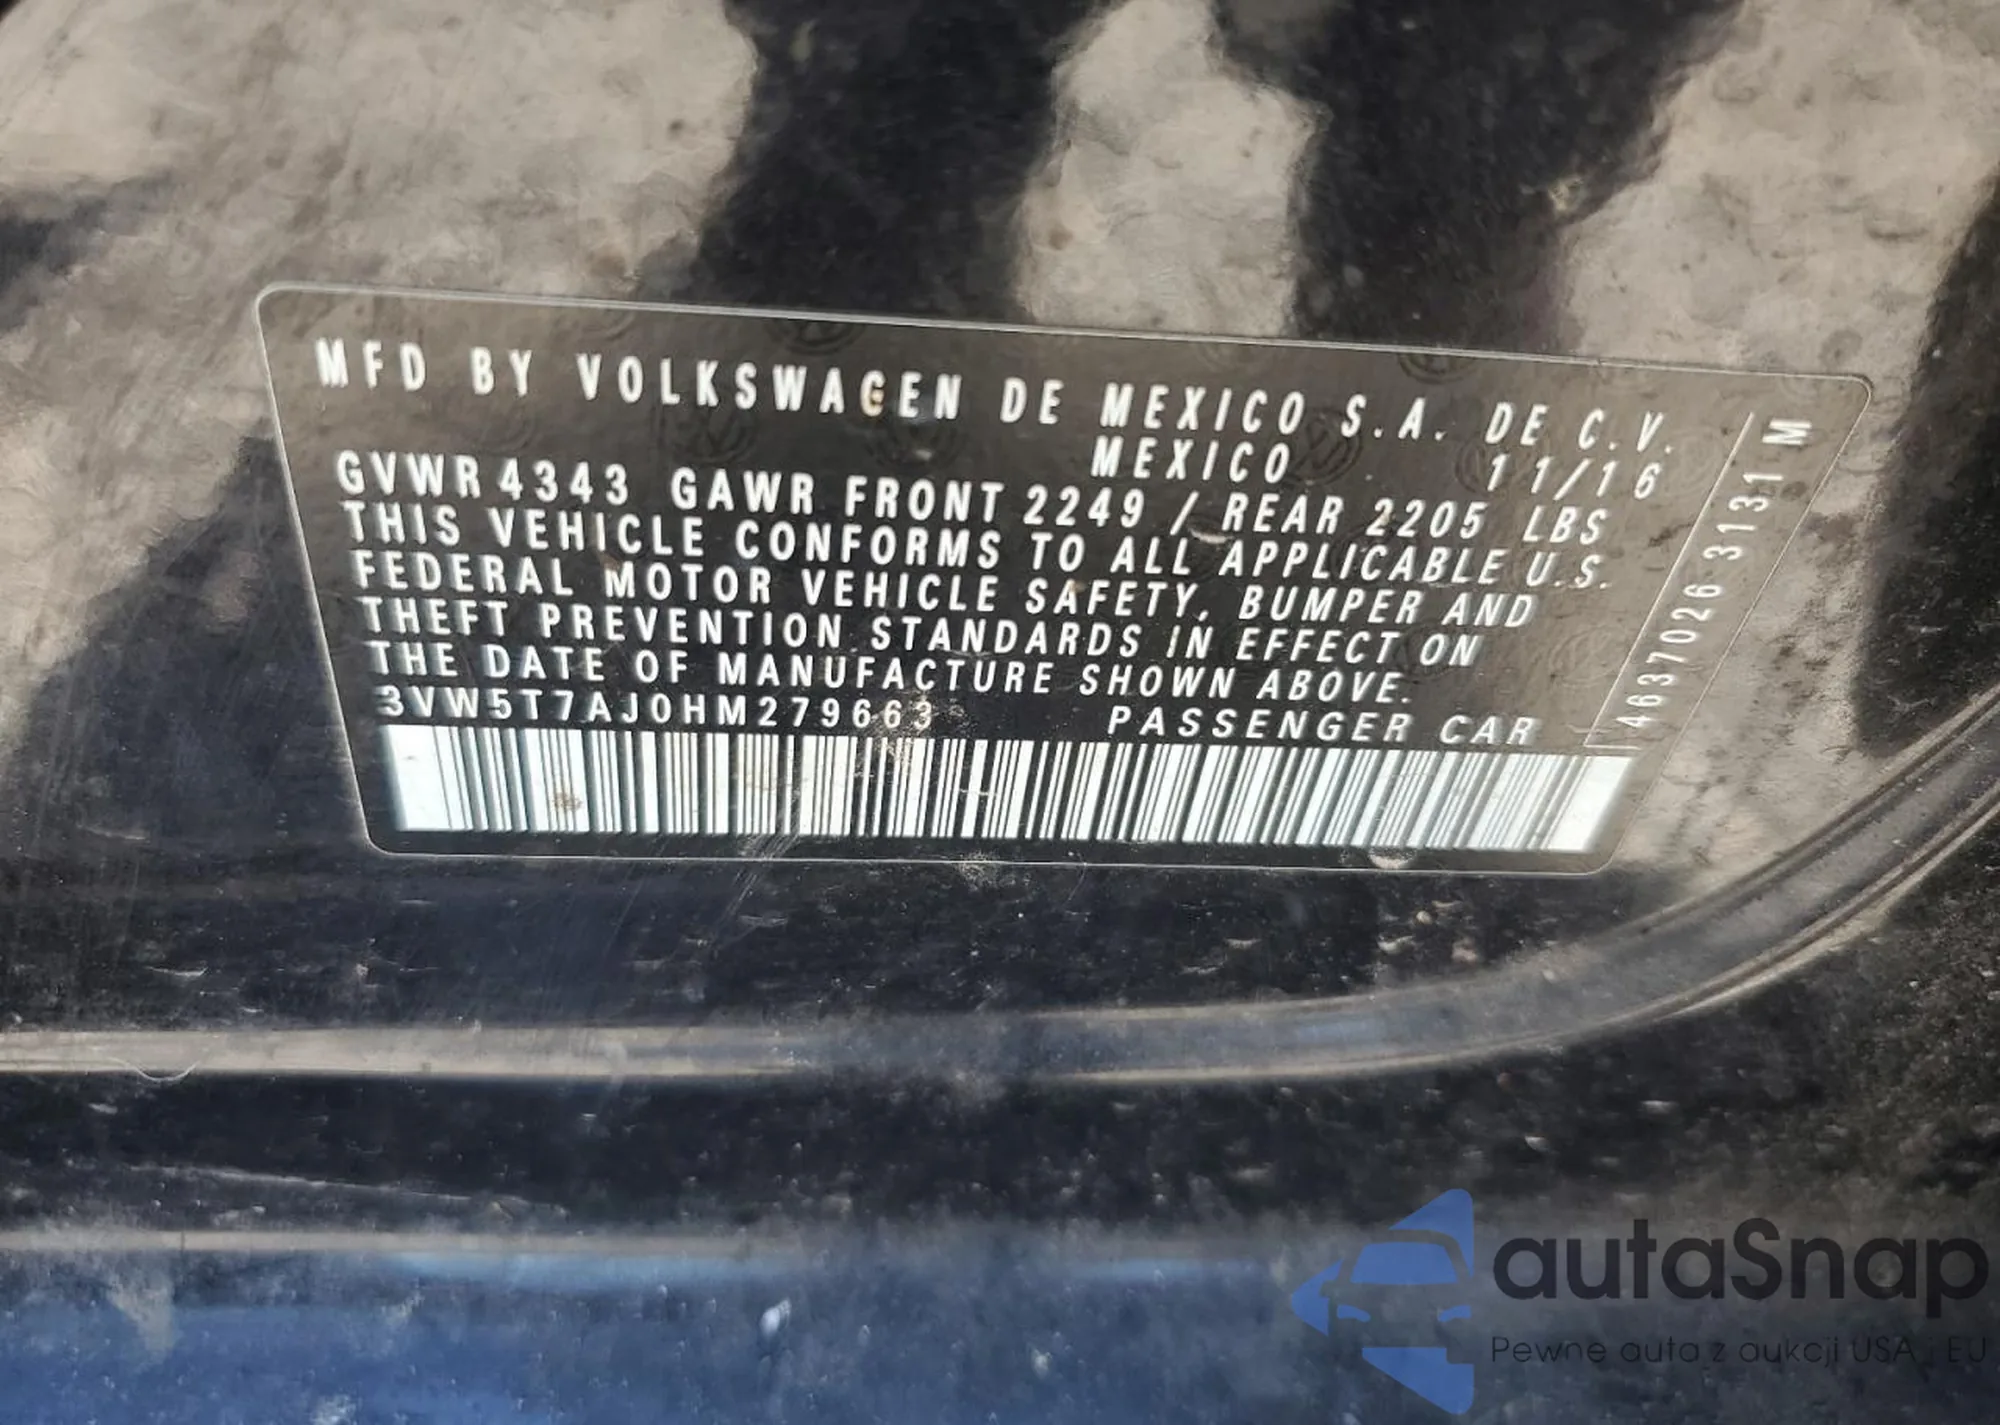 MFD BY VOLKSWAGEN DE MEXICO S.A. DE C.V.
MEXICO 11/16
GVWR 4343 GAWR FRONT 2249 / REAR 2205 LBS
THIS VEHICLE CONFORMS TO ALL APPLICABLE U.S.
FEDERAL MOTOR VEHICLE SAFETY, BUMPER AND
THEFT PREVENTION STANDARDS IN EFFECT ON
THE DATE OF MANUFACTURE SHOWN ABOVE.
3VW5T7AJ0HM279663 PASSENGER CAR
4637026 3131 M
autaSnap
Pewne auta z aukcji USA i EU